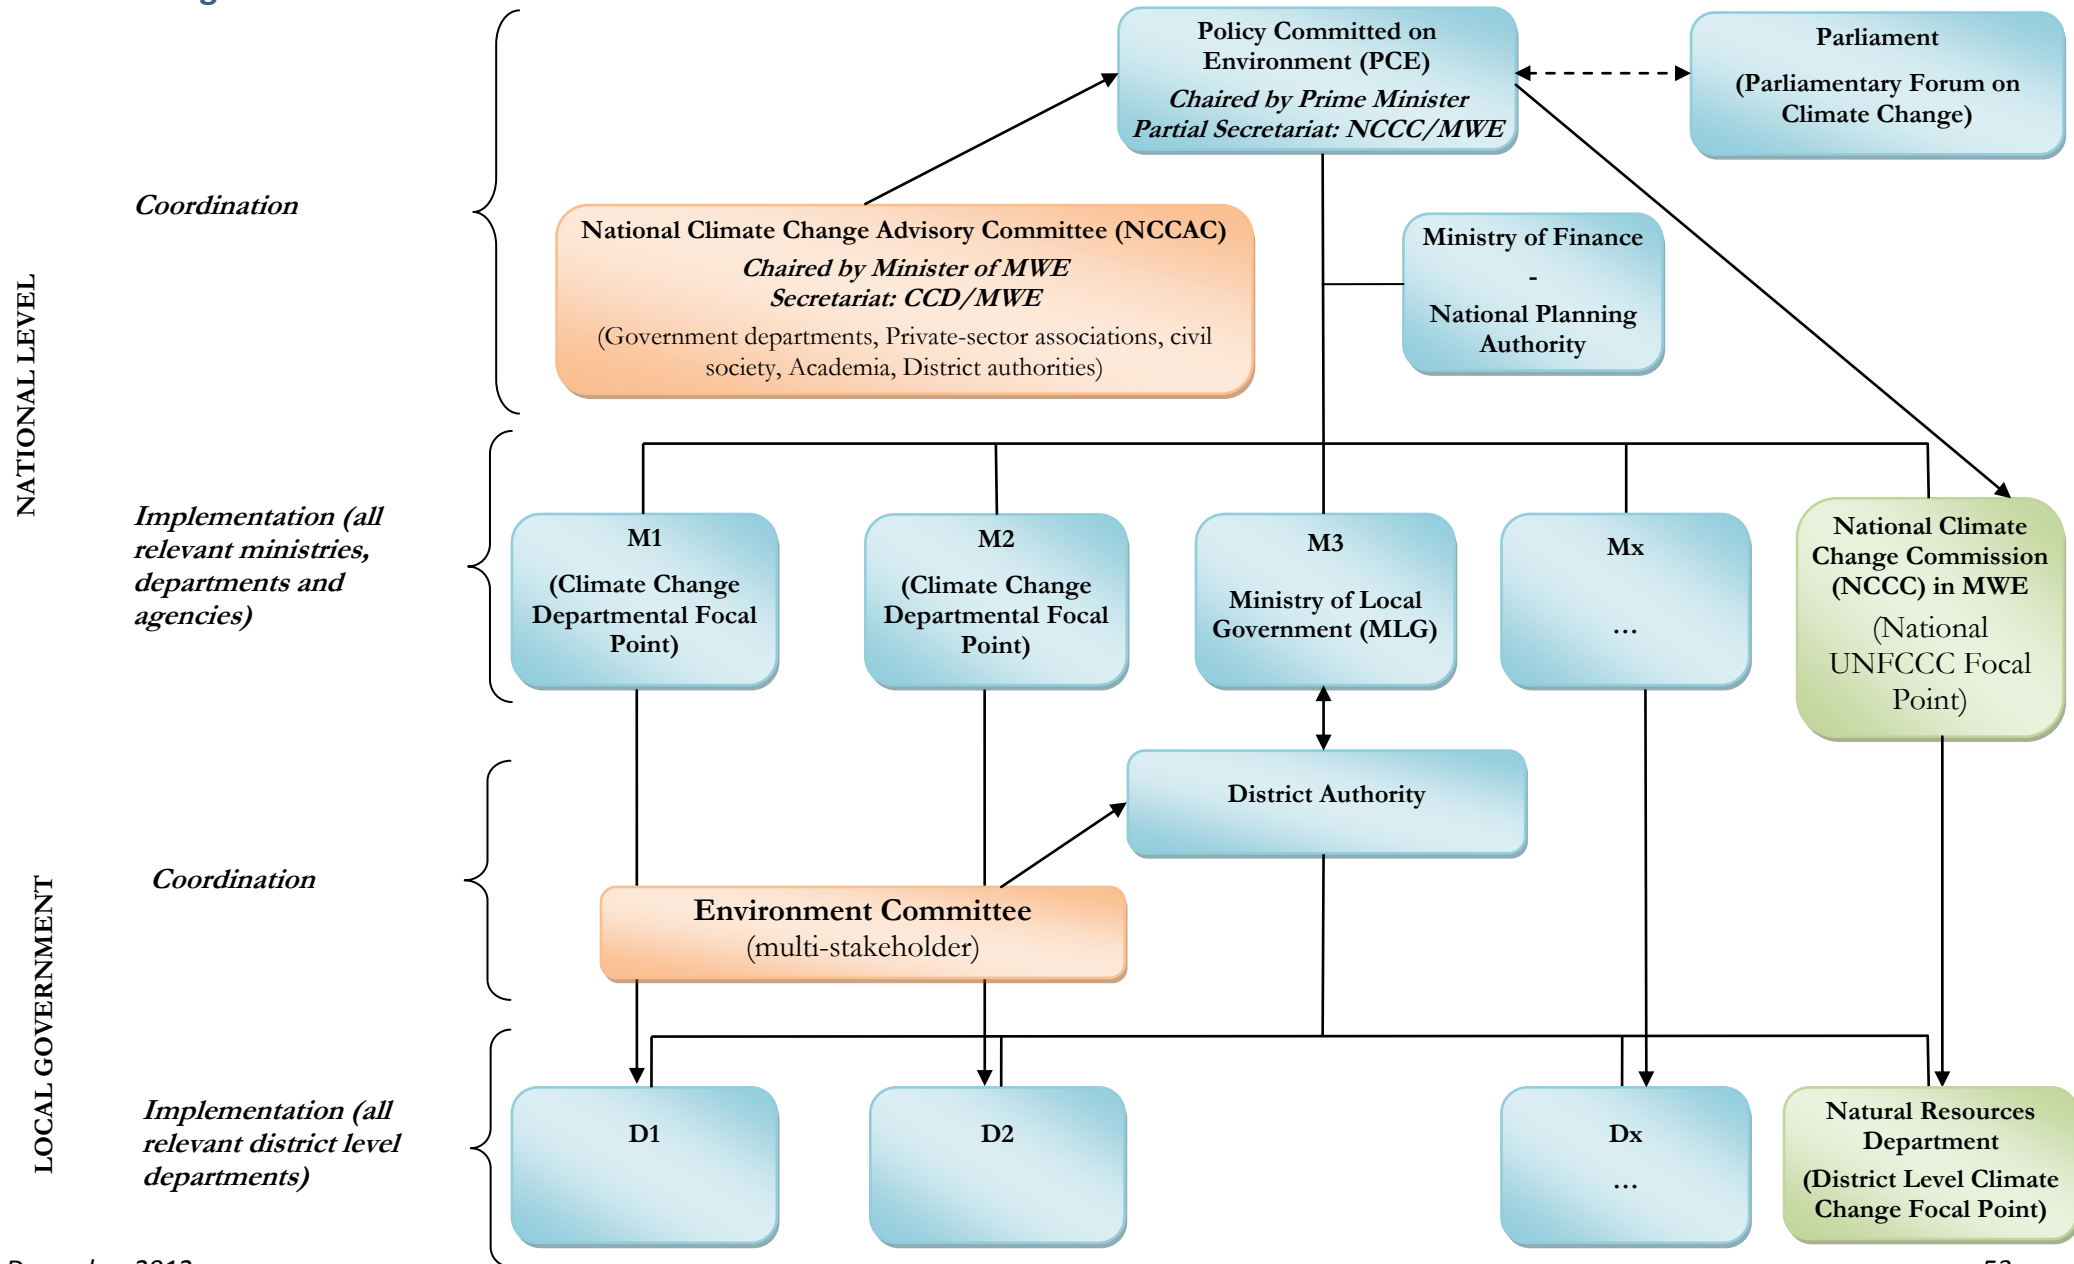 Policy Committed on
Environment (PCE)
Chaired by Prime Minister
Partial Secretariat: NCCC/MWE
Parliament
(Parliamentary Forum on
Climate Change)
NATIONAL LEVEL
Coordination
National Climate Change Advisory Committee (NCCAC)
Chaired by Minister of MWE
Secretariat: CCD/MWE
(Government departments, Private-sector associations, civil
society, Academia, District authorities)
Ministry of Finance
-
National Planning
Authority
Implementation (all
relevant ministries,
departments and
agencies)
M1
(Climate Change
Departmental Focal
Point)
M2
(Climate Change
Departmental Focal
Point)
M3
Ministry of Local
Government (MLG)
Mx
...
National Climate
Change Commission
(NCCC) in MWE
(National
UNFCCC Focal
Point)
LOCAL GOVERNMENT
Coordination
District Authority
Environment Committee
(multi-stakeholder)
Implementation (all
relevant district level
departments)
D1
D2
Dx
...
Natural Resources
Department
(District Level Climate
Change Focal Point)